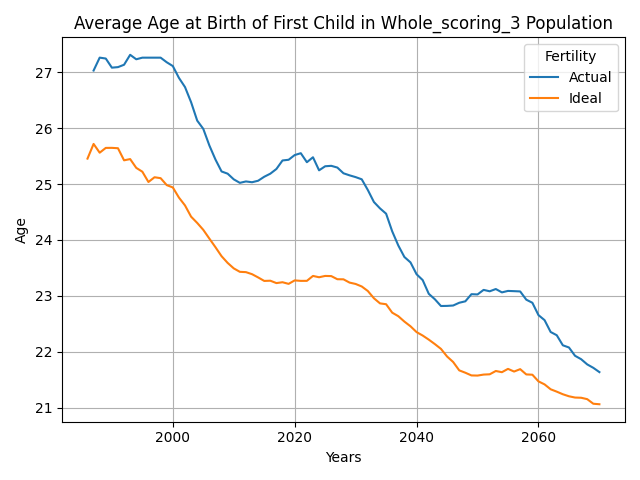 Average Age at Birth of First Child in Whole_scoring_3 Population
Fertility
Actual
Ideal
27
26
25
24
23
22
21
Age
2000
2020
2040
2060
Years